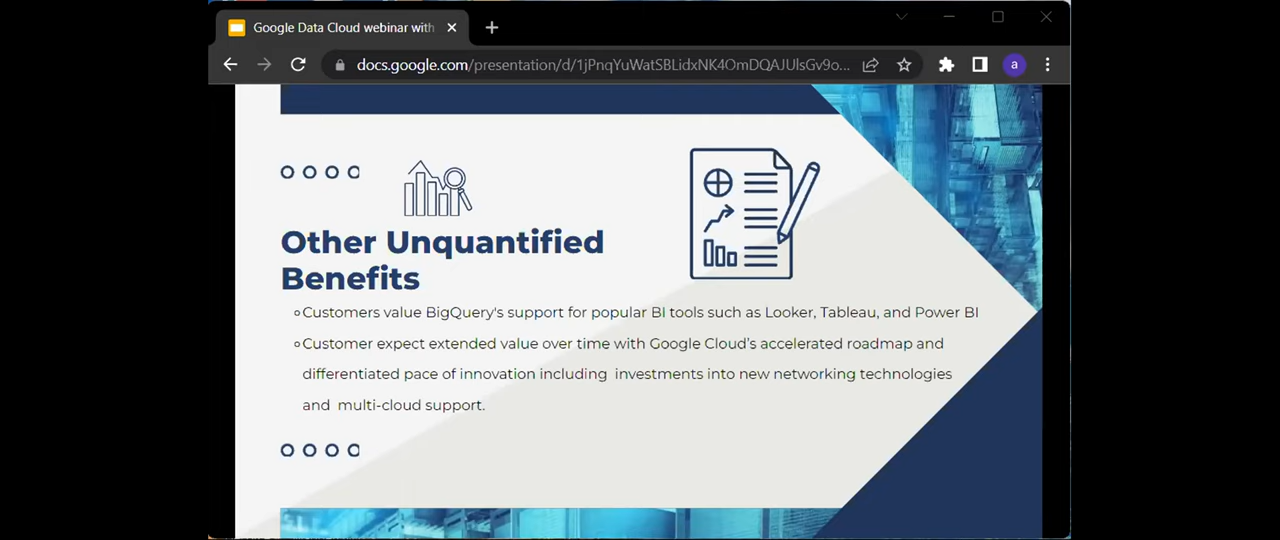 Google Data Cloud webinar with
docs.google.com/presentation/d/1jPnqYuWatSBLidxNK4OmDQAJUlsGv9o...
a
Other Unquantified
Benefits
Customers value BigQuery's support for popular BI tools such as Looker, Tableau, and Power BI
Customer expect extended value over time with Google Cloud’s accelerated roadmap and
differentiated pace of innovation including investments into new networking technologies
and multi-cloud support.